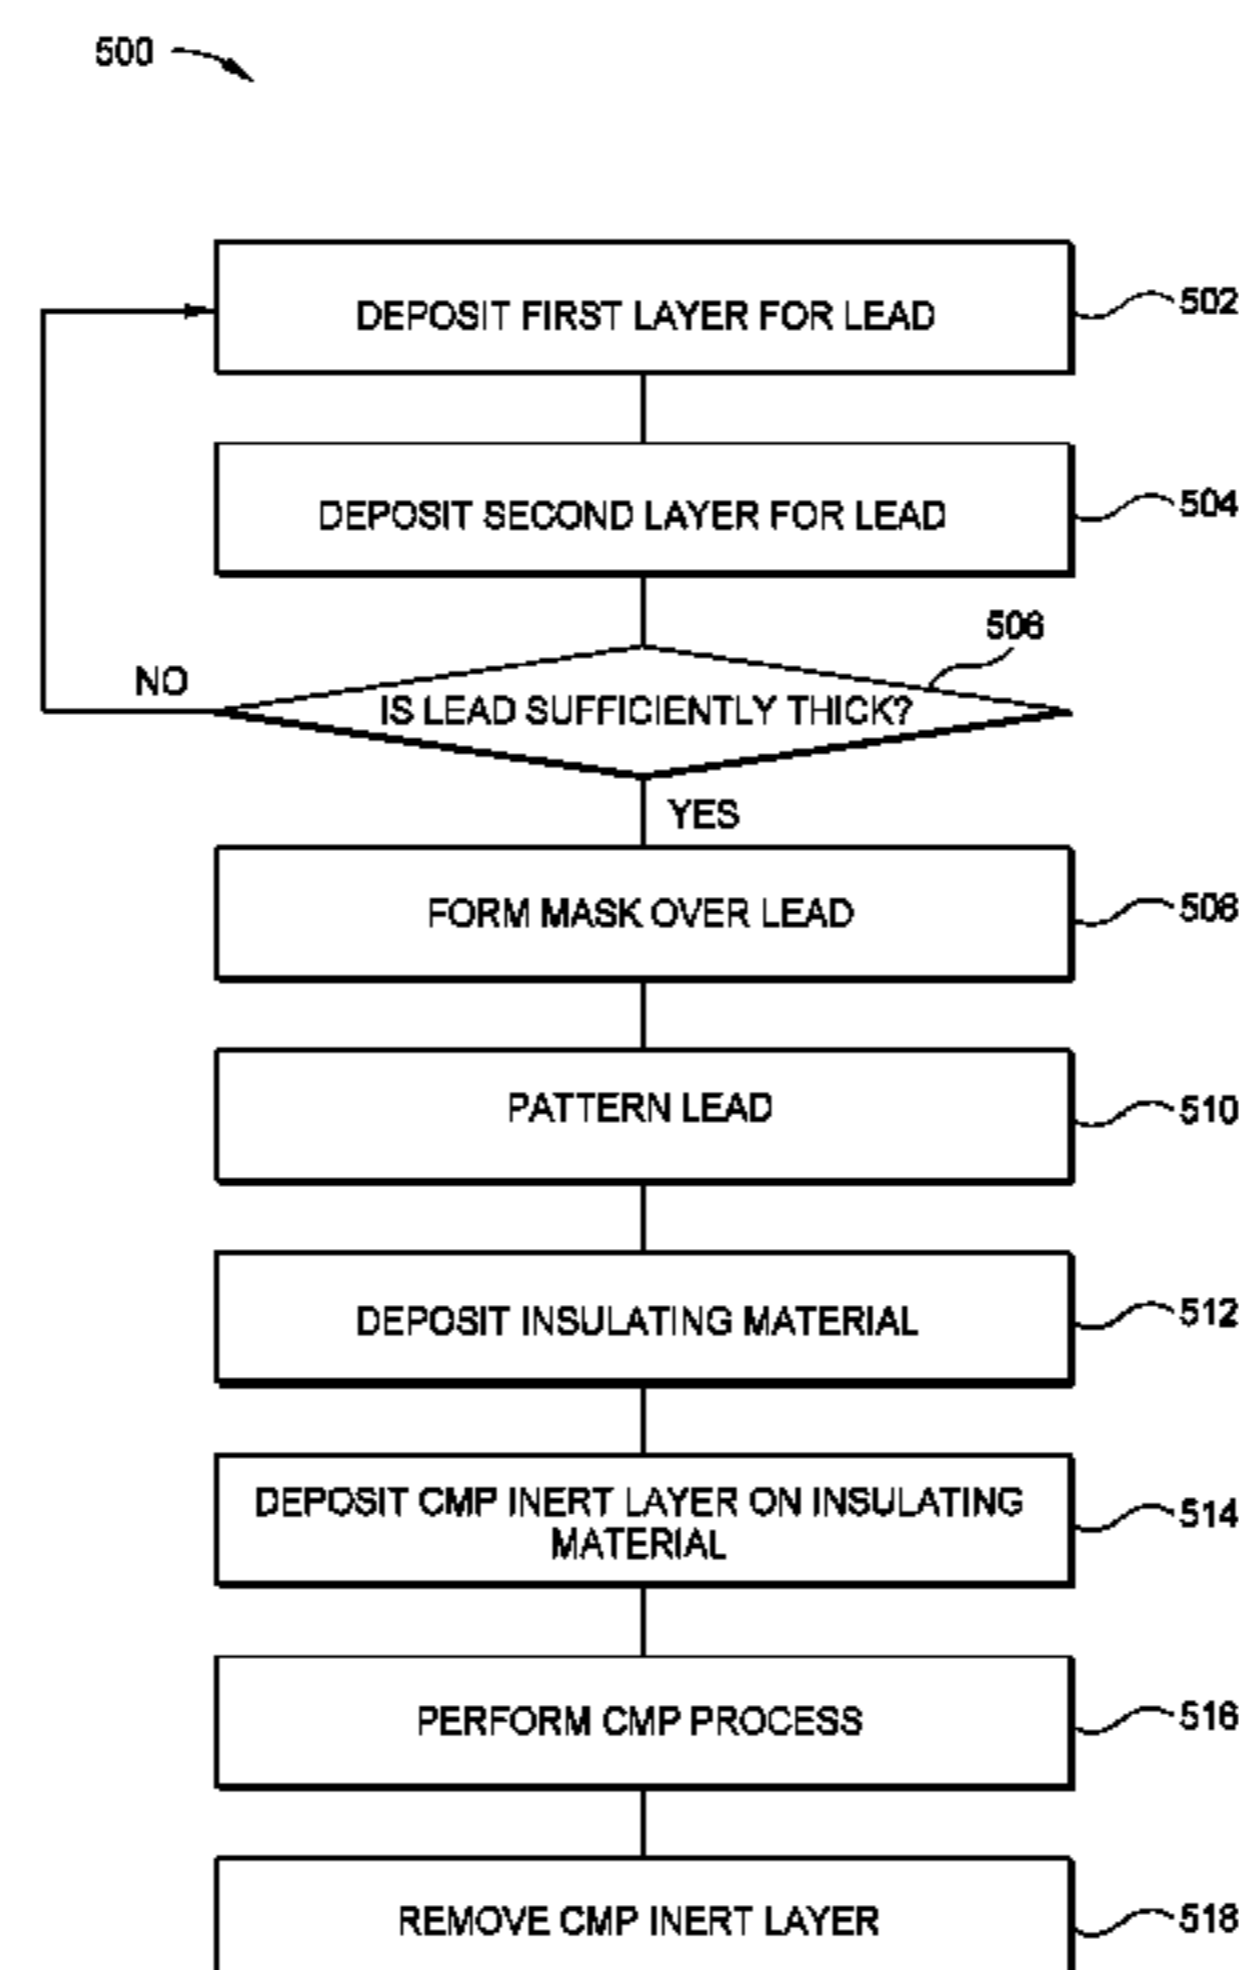 500
DEPOSIT FIRST LAYER FOR LEAD
502
DEPOSIT SECOND LAYER FOR LEAD
504
506
NO
IS LEAD SUFFICIENTLY THICK?
YES
FORM MASK OVER LEAD
508
PATTERN LEAD
510
DEPOSIT INSULATING MATERIAL
512
DEPOSIT CMP INERT LAYER ON INSULATING
MATERIAL
514
PERFORM CMP PROCESS
516
REMOVE CMP INERT LAYER
518